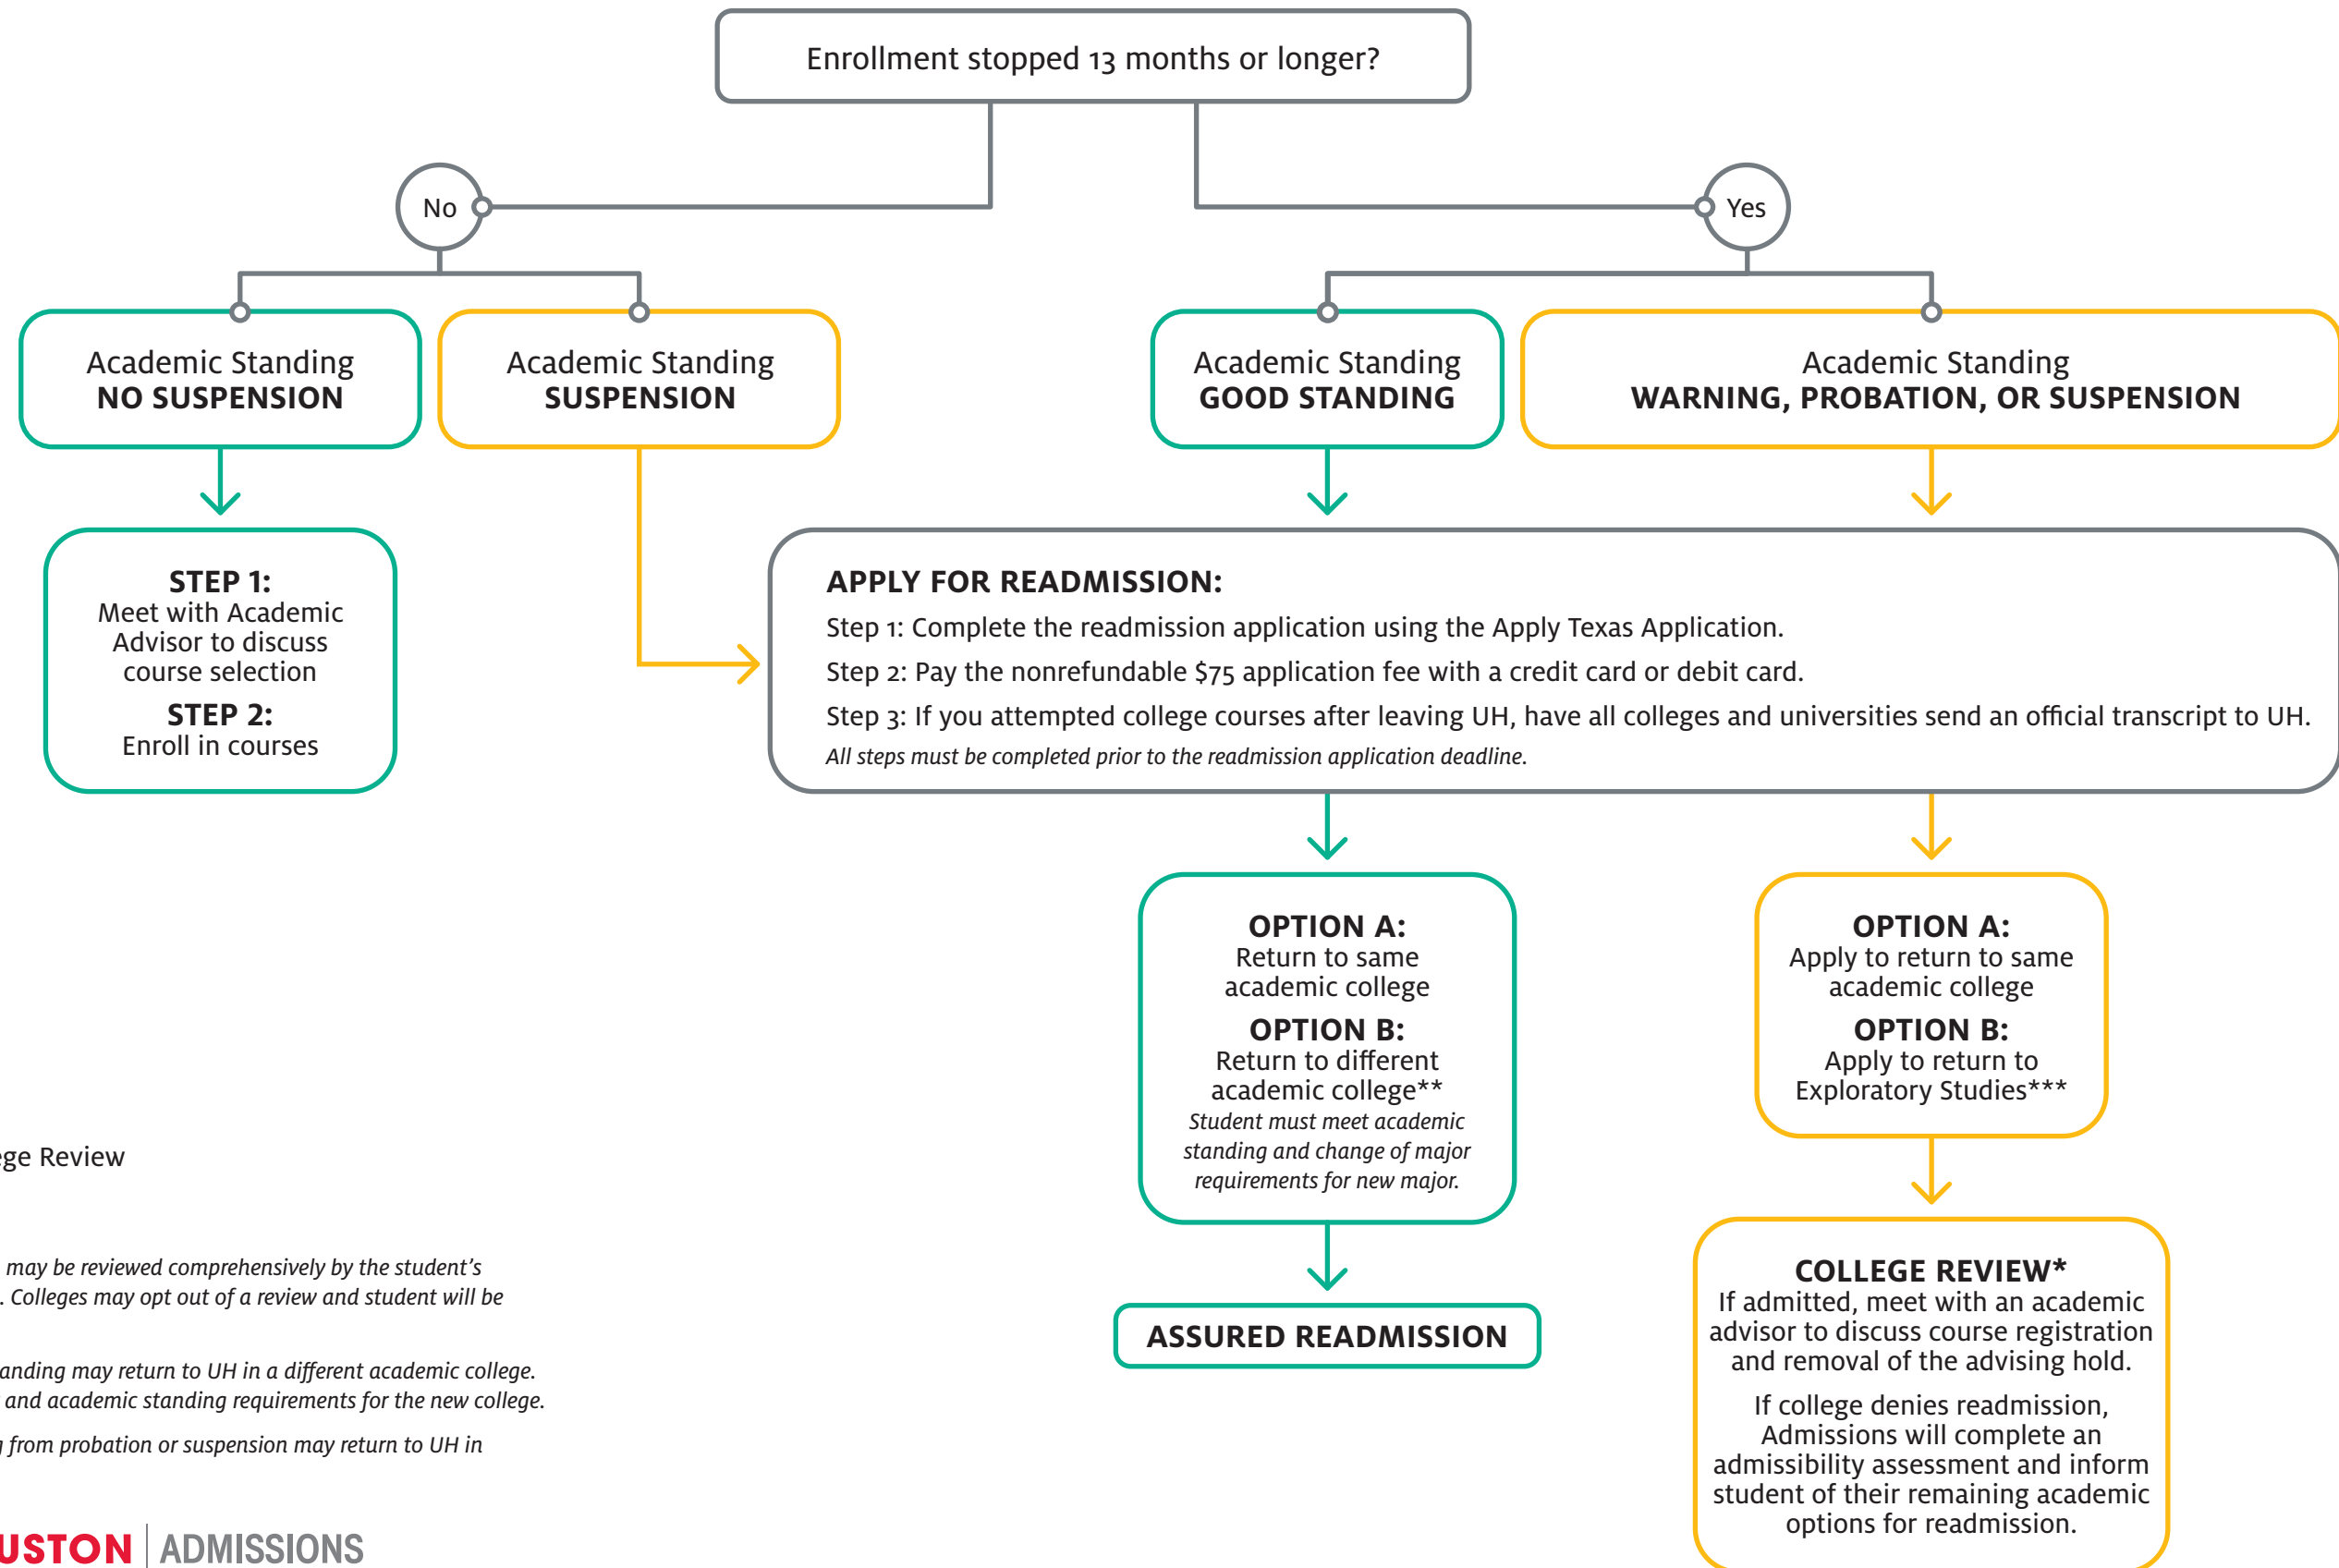 Enrollment stopped 13 months or longer?
No
Yes
Academic Standing
NO SUSPENSION
Academic Standing
SUSPENSION
Academic Standing
GOOD STANDING
Academic Standing
WARNING, PROBATION, OR SUSPENSION
STEP 1:
Meet with Academic
Advisor to discuss
course selection
STEP 2:
Enroll in courses
APPLY FOR READMISSION:
Step 1: Complete the readmission application using the Apply Texas Application.
Step 2: Pay the nonrefundable $75 application fee with a credit card or debit card.
Step 3: If you attempted college courses after leaving UH, have all colleges and universities send an official transcript to UH.
All steps must be completed prior to the readmission application deadline.
OPTION A:
Return to same
academic college
OPTION B:
Return to different
academic college**
Student must meet academic
standing and change of major
requirements for new major.
ASSURED READMISSION
OPTION A:
Apply to return to same
academic college
OPTION B:
Apply to return to
Exploratory Studies***
COLLEGE REVIEW*
If admitted, meet with an academic
advisor to discuss course registration
and removal of the advising hold.
If college denies readmission,
Admissions will complete an
admissibility assessment and inform
student of their remaining academic
options for readmission.
Review
may be reviewed comprehensively by the student's
. Colleges may opt out of a review and student will be
may return to UH in a different academic college.
and academic standing requirements for the new college.
from probation or suspension may return to UH in
ADMISSIONS